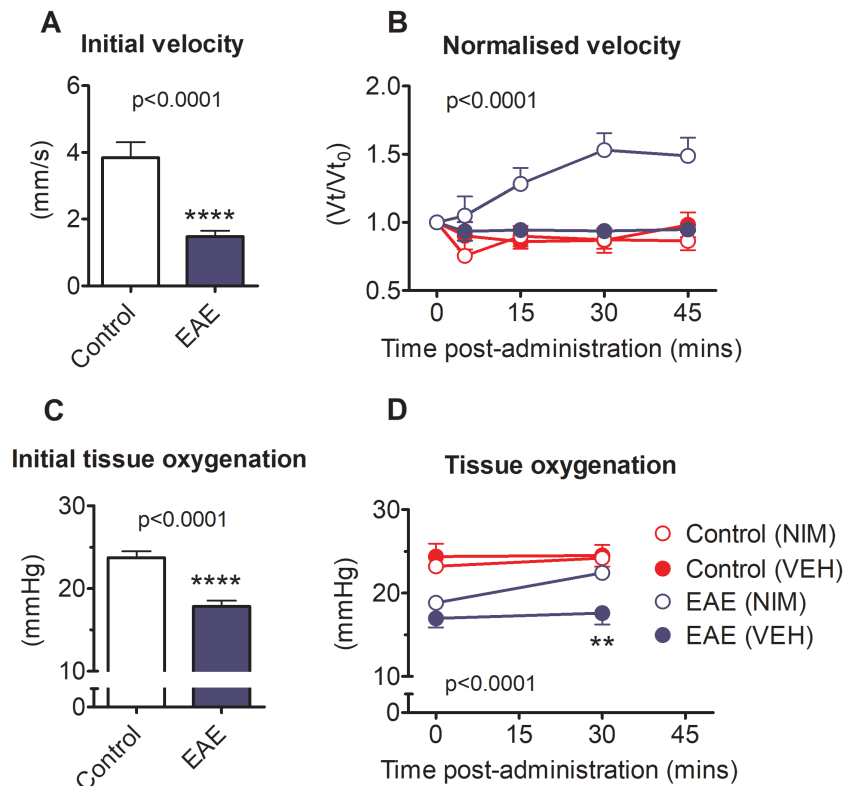 A
Initial velocity
p<0.0001
(mm/s)
6
4
2
0
****
Control
EAE
B
Normalised velocity
p<0.0001
(Vt/Vt₀)
2.0
1.5
1.0
0.5
0 15 30 45
Time post-administration (mins)
C
Initial tissue oxygenation
p<0.0001
(mmHg)
30
20
10
0
****
Control
EAE
D
Tissue oxygenation
(mmHg)
30
20
10
0
**
p<0.0001
0 15 30 45
Time post-administration (mins)
Control (NIM)
Control (VEH)
EAE (NIM)
EAE (VEH)